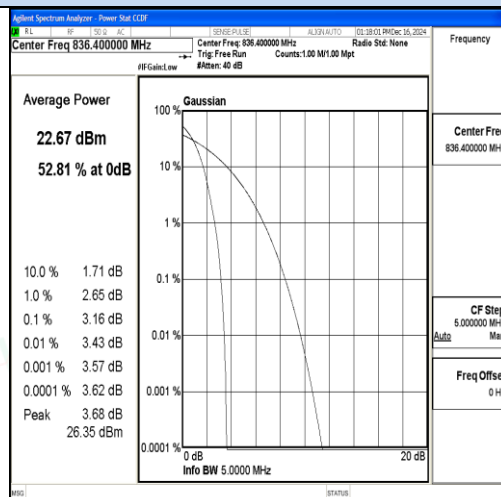 Agilent Spectrum Analyzer - Power Stat CCDF
RL RF 50 Ω AC SENSE:PULSE ALIGN AUTO 01:18:01 PM Dec 16, 2024
Center Freq 836.400000 MHz
Center Freq: 836.400000 MHz Radio Std: None
Trig: Free Run Counts:1.00 M/1.00 Mpt
#IFGain:Low #Atten: 40 dB
Frequency
Average Power
22.67 dBm
52.81 % at 0dB
10.0 % 1.71 dB
1.0 % 2.65 dB
0.1 % 3.16 dB
0.01 % 3.43 dB
0.001 % 3.57 dB
0.0001 % 3.62 dB
Peak 3.68 dB
26.35 dBm
Gaussian
100 %
10 %
1 %
0.1 %
0.01 %
0.001 %
0.0001 %
0 dB 20 dB
Info BW 5.0000 MHz
Center Fre
836.400000 MH
CF Ste
5.000000 MH
Auto Ma
Freq Offse
0 H
MSG STATUS